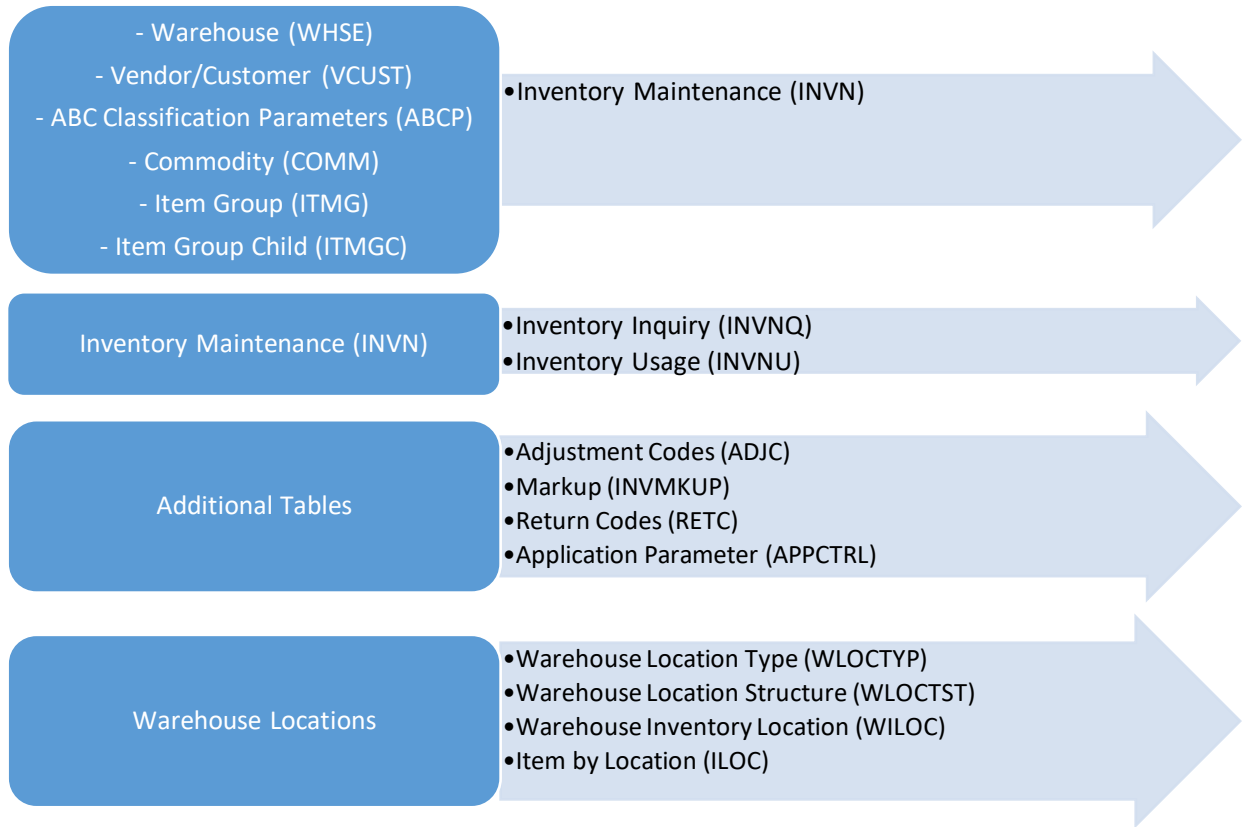 - Warehouse (WHSE)
- Vendor/Customer (VCUST)
- ABC Classification Parameters (ABCP)
- Commodity (COMM)
- Item Group (ITMG)
- Item Group Child (ITMGC)
•Inventory Maintenance (INVN)
Inventory Maintenance (INVN)
•Inventory Inquiry (INVNQ)
•Inventory Usage (INVNU)
Additional Tables
•Adjustment Codes (ADJC)
•Markup (INVMKUP)
•Return Codes (RETC)
•Application Parameter (APPCTRL)
Warehouse Locations
•Warehouse Location Type (WLOCTYP)
•Warehouse Location Structure (WLOCTST)
•Warehouse Inventory Location (WILOC)
•Item by Location (ILOC)